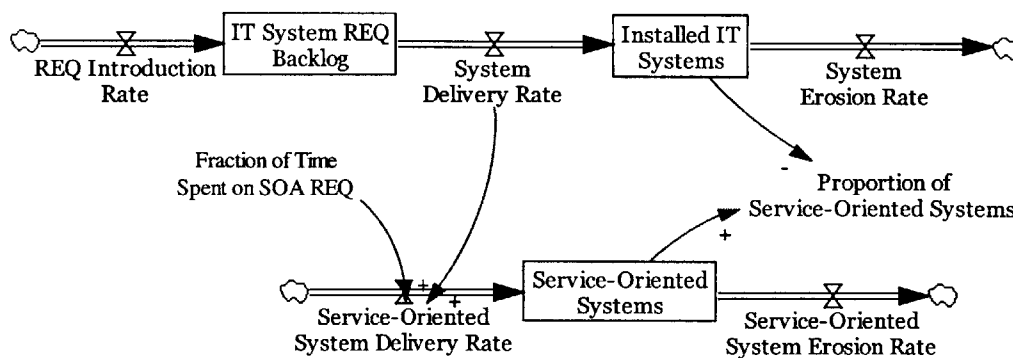 IT System REQ
Backlog
Installed IT
Systems
REQ Introduction
Rate
System
Delivery Rate
System
Erosion Rate
Fraction of Time
Spent on SOA REQ
-
Proportion of
Service-Oriented Systems
+
+
+
Service-Oriented
Systems
Service-Oriented
System Delivery Rate
Service-Oriented
System Erosion Rate